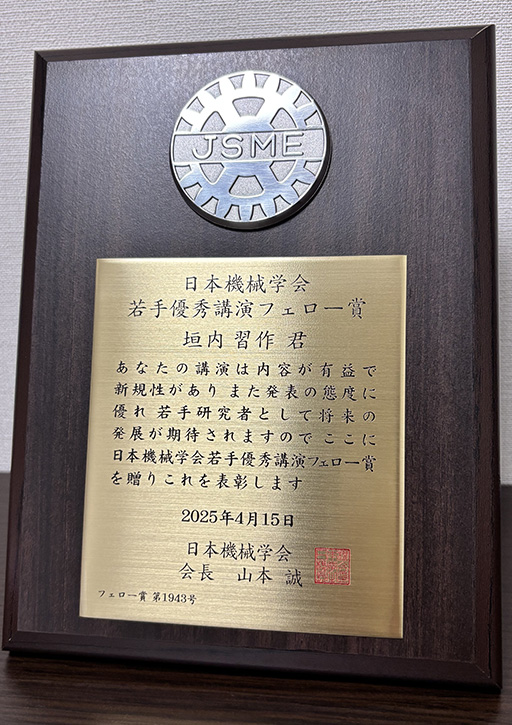 JSME
日本機械学会
若手優秀講演フェロー賞
垣内 習作 君
あなたの講演は内容が有益で
新規性があり また発表の態度に
優れ 若手研究者として将来の
発展が期待されますので ここに
日本機械学会若手優秀講演フェロー賞
を贈りこれを表彰します
2025年4月15日
日本機械学会
会長 山本 誠
フェロー賞 第1943号